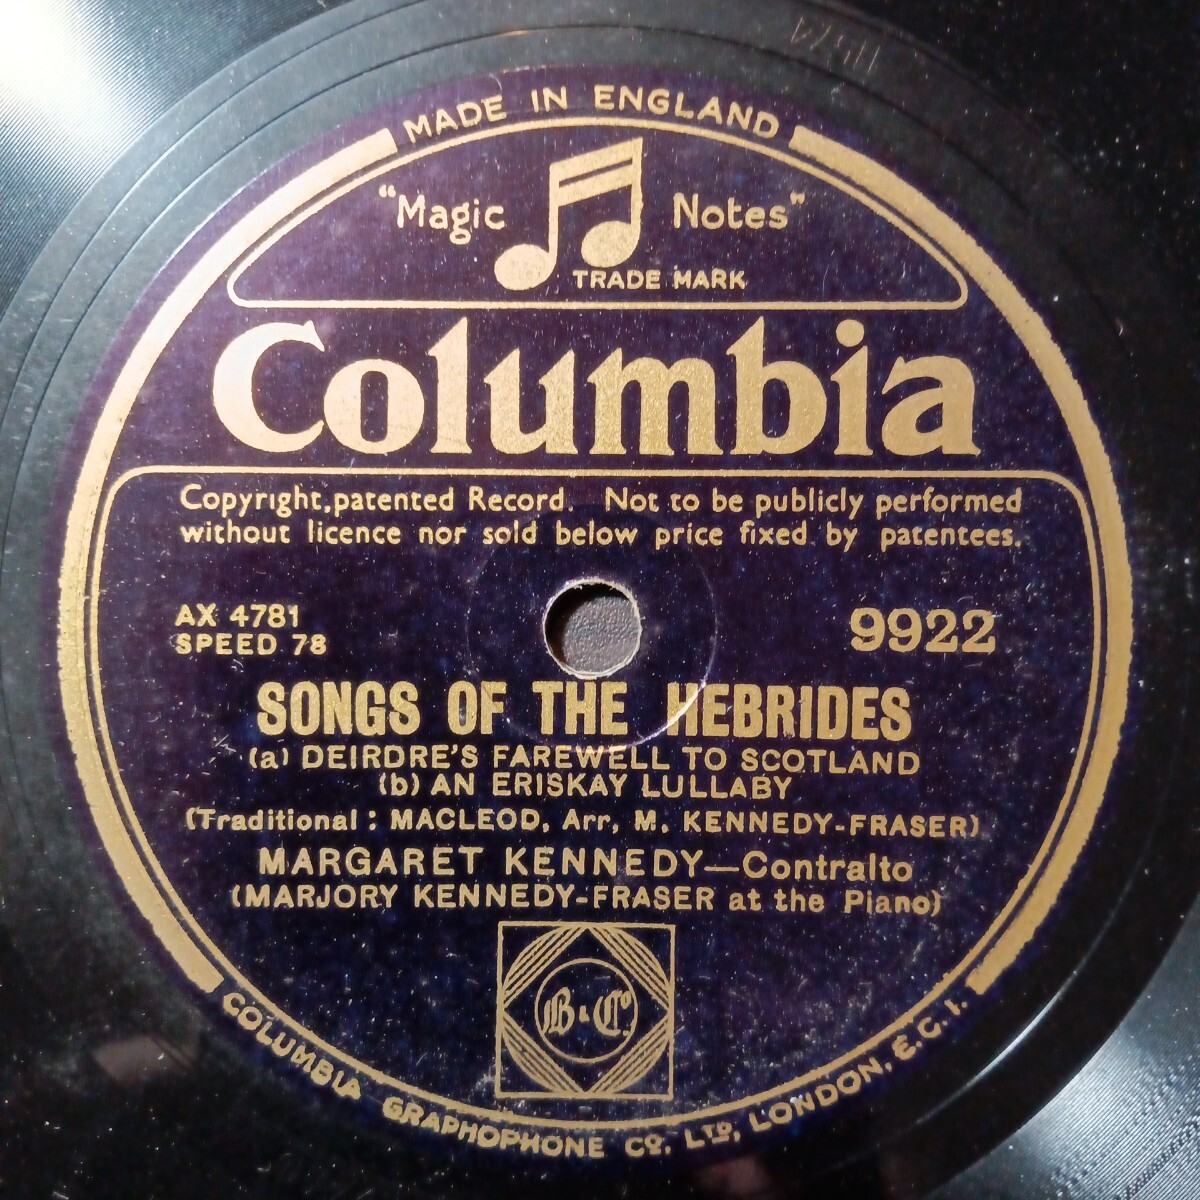 MADE IN ENGLAND
"Magic Notes"
TRADE MARK
Columbia
Copyright, patented Record. Not to be publicly performed
without licence nor sold below price fixed by patentees.
AX 4781
SPEED 78
9922
SONGS OF THE HEBRIDES
(a) DEIRDRE'S FAREWELL TO SCOTLAND
(b) AN ERISKAY LULLABY
(Traditional : MACLEOD, Arr, M. KENNEDY-FRASER)
MARGARET KENNEDY—Contralto
(MARJORY KENNEDY-FRASER at the Piano)
B & Co.
COLUMBIA GRAPHOPHONE CO. LTD, LONDON, E.C.1.